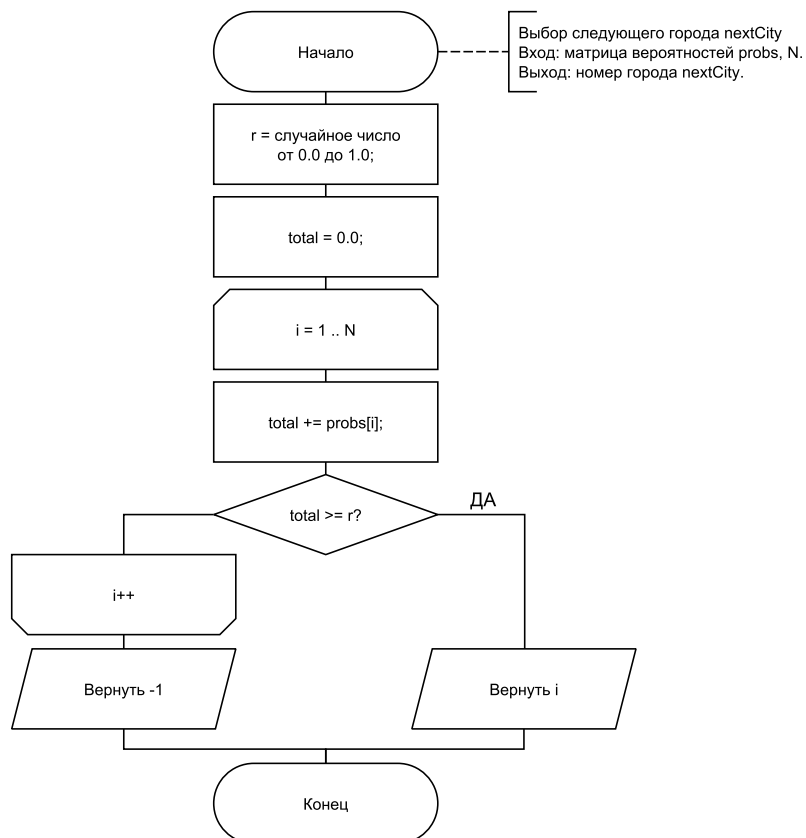 Начало
Выбор следующего города nextCity
Вход: матрица вероятностей probs, N.
Выход: номер города nextCity.
r = случайное число
от 0.0 до 1.0;
total = 0.0;
i = 1 .. N
total += probs[i];
total >= r?
ДА
i++
Вернуть -1
Вернуть i
Конец